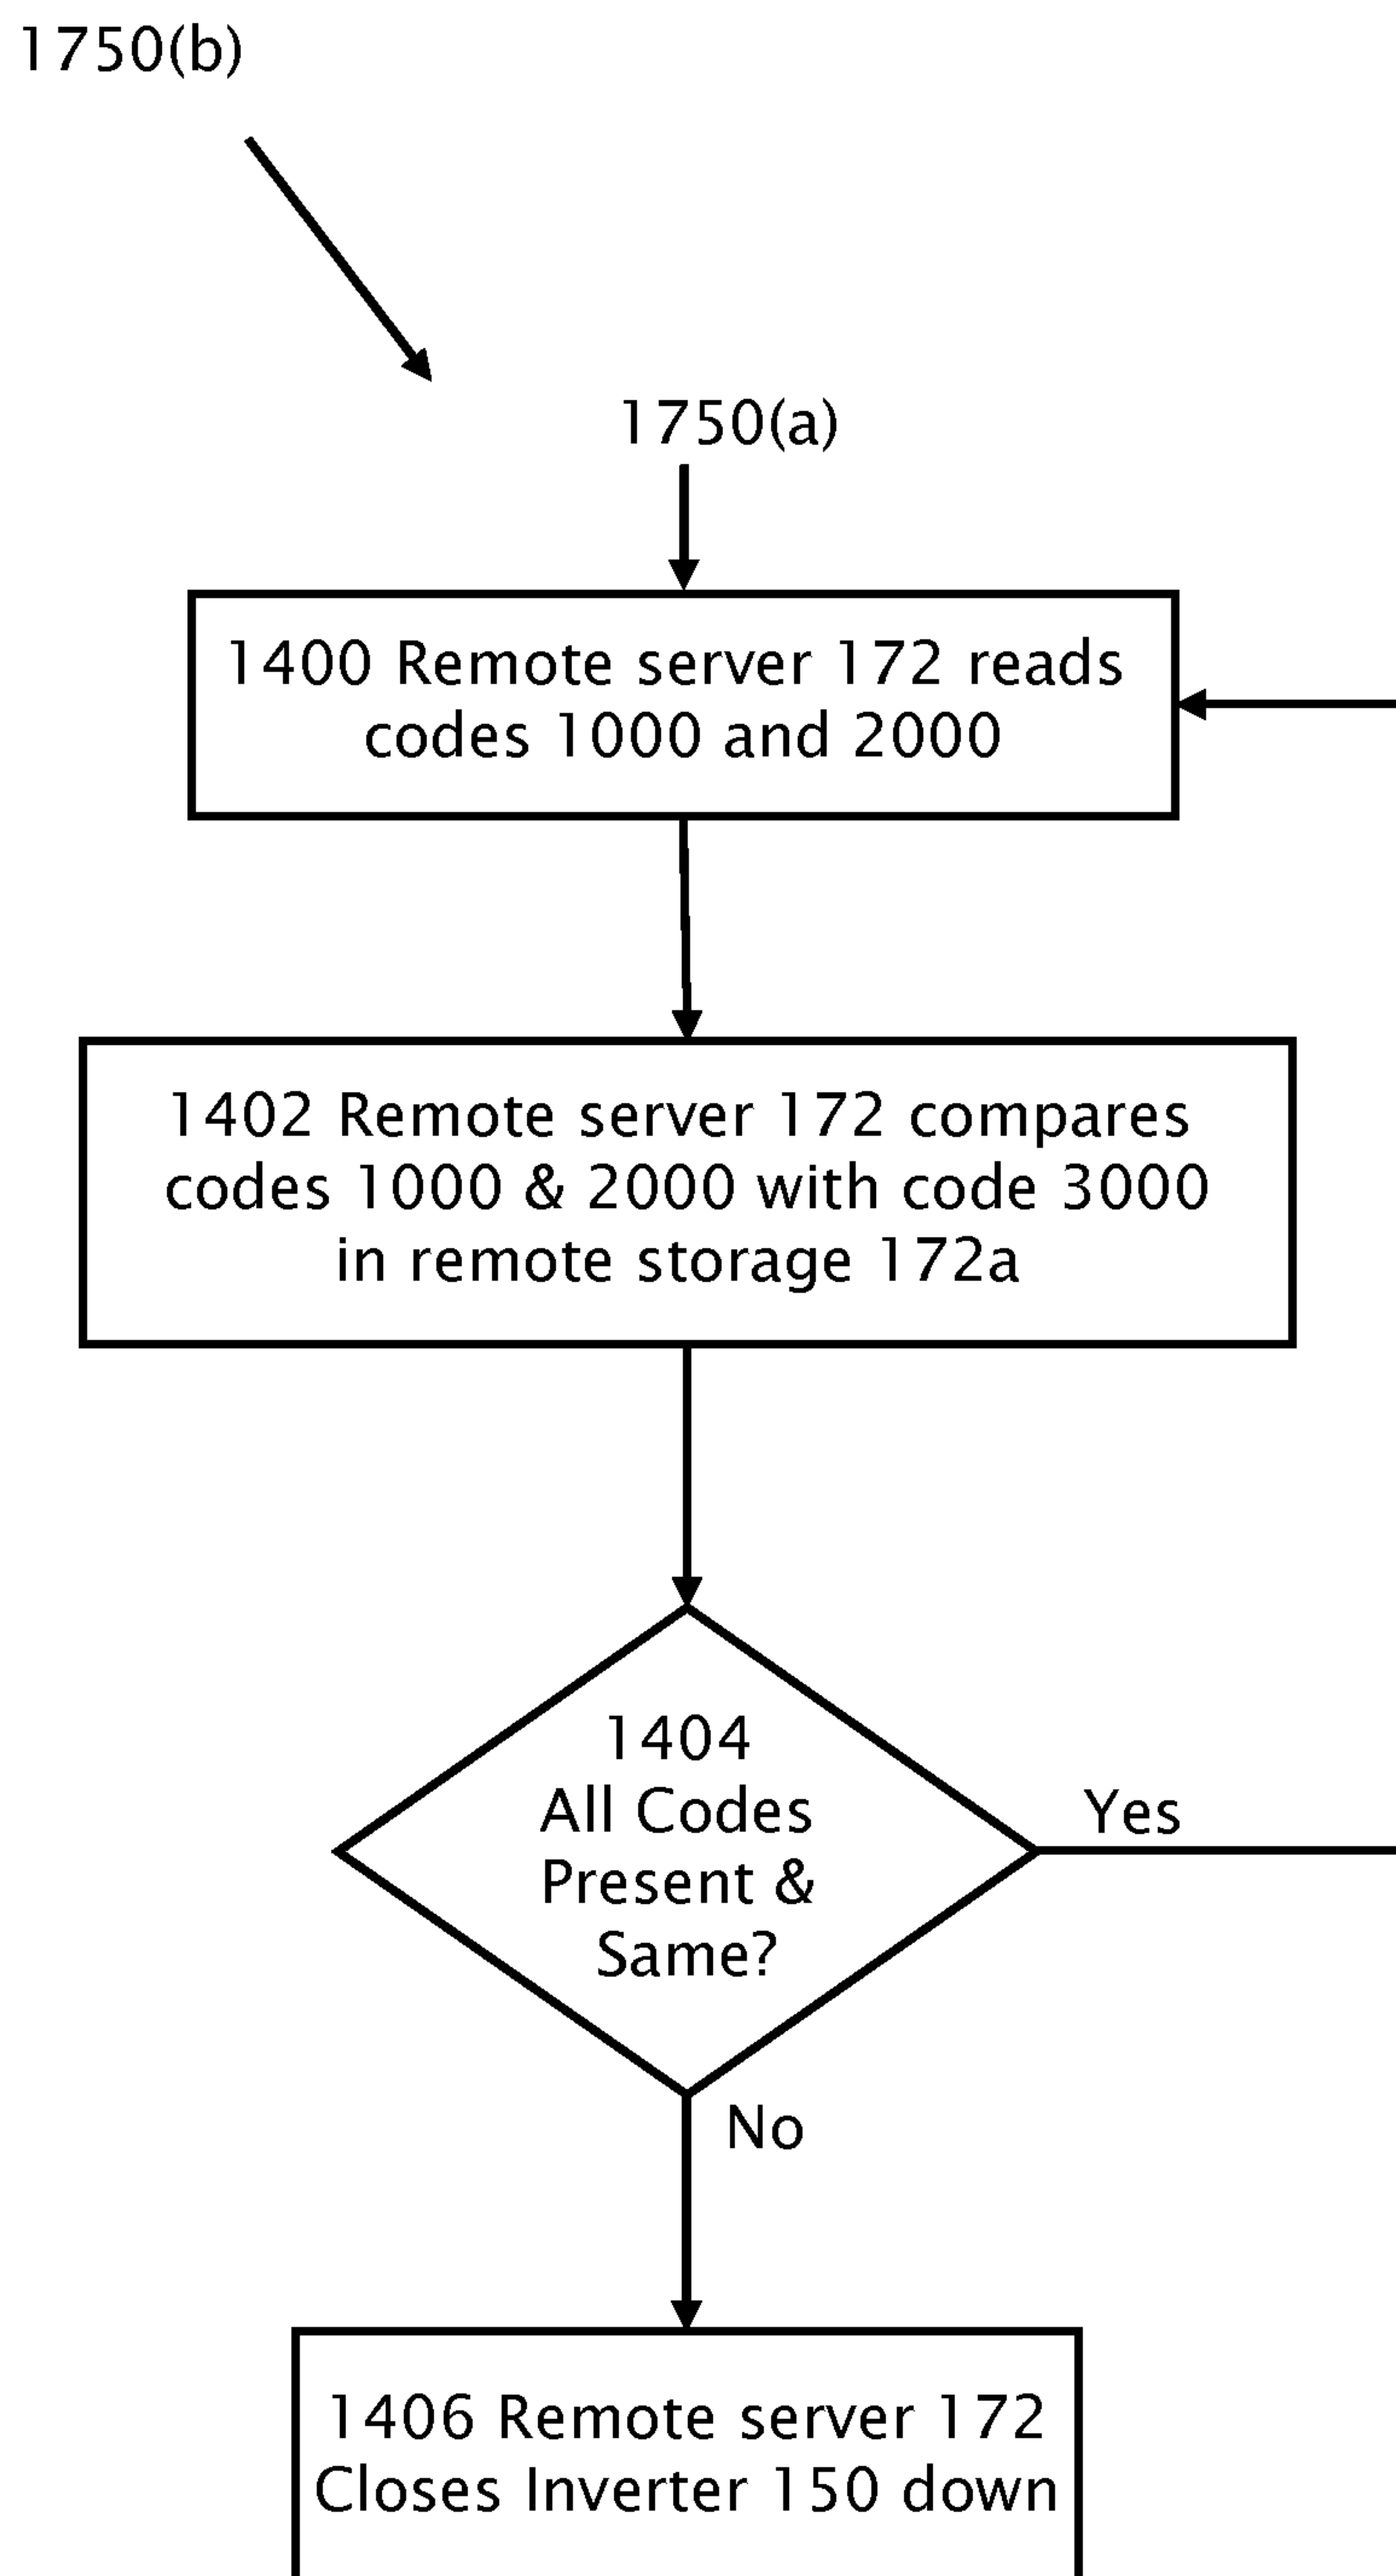 1750(b)
1750(a)
1400 Remote server 172 reads
codes 1000 and 2000
1402 Remote server 172 compares
codes 1000 & 2000 with code 3000
in remote storage 172a
1404
All Codes
Present &
Same?
Yes
No
1406 Remote server 172
Closes Inverter 150 down